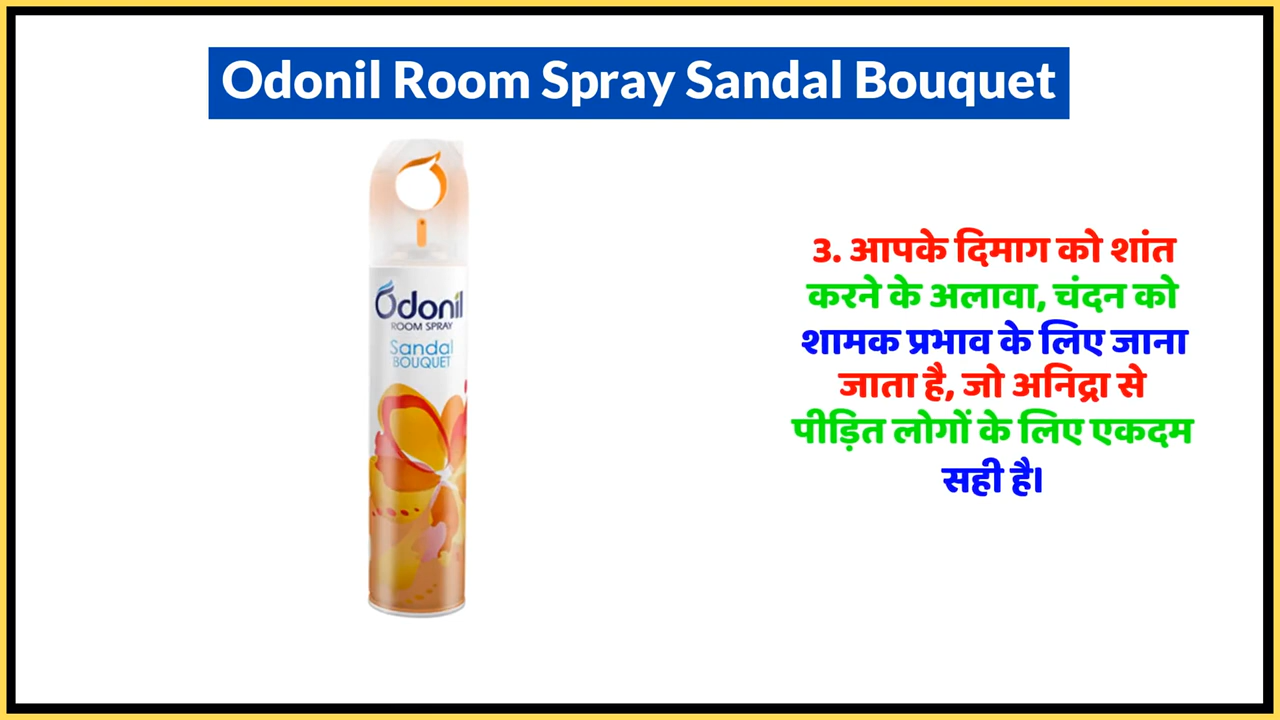 Odonil Room Spray Sandal Bouquet
Odonil
ROOM SPRAY
Sandal
BOUQUET
3. आपके दिमाग को शांत
करने के अलावा, चंदन को
शामक प्रभाव के लिए जाना
जाता है, जो अनिद्रा से
पीड़ित लोगों के लिए एकदम
सही है।